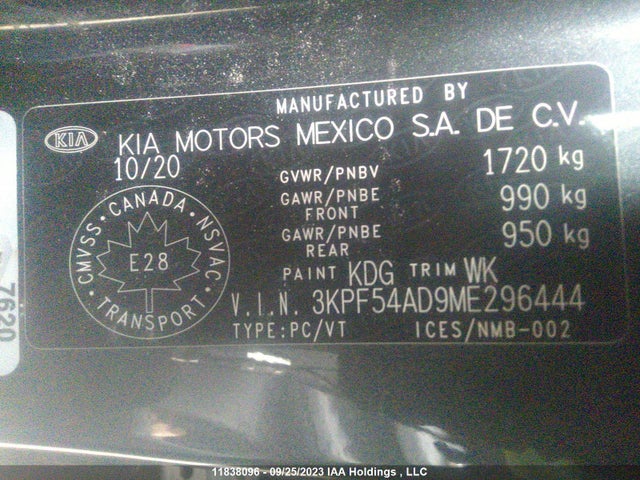 MANUFACTURED BY
KIA KIA MOTORS MEXICO S.A. DE C.V.
10/20
GVWR/PNBV 1720 kg
GAWR/PNBE FRONT 990 kg
GAWR/PNBE REAR 950 kg
CMVSS • CANADA • NSVAC • TRANSPORT •
E28
PAINT KDG TRIM WK
V.I.N. 3KPF54AD9ME296444
TYPE:PC/VT ICES/NMB-002
7620
11838096 - 09/25/2023 IAA Holdings , LLC